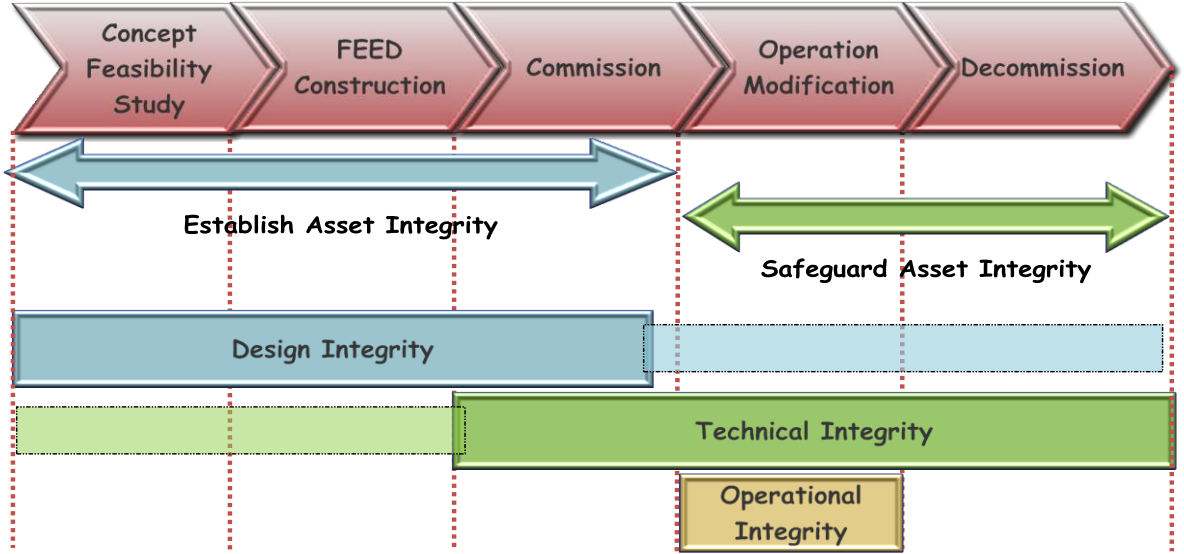 Concept
Feasibility
Study
FEED
Construction
Commission
Operation
Modification
Decommission
Establish Asset Integrity
Safeguard Asset Integrity
Design Integrity
Technical Integrity
Operational
Integrity